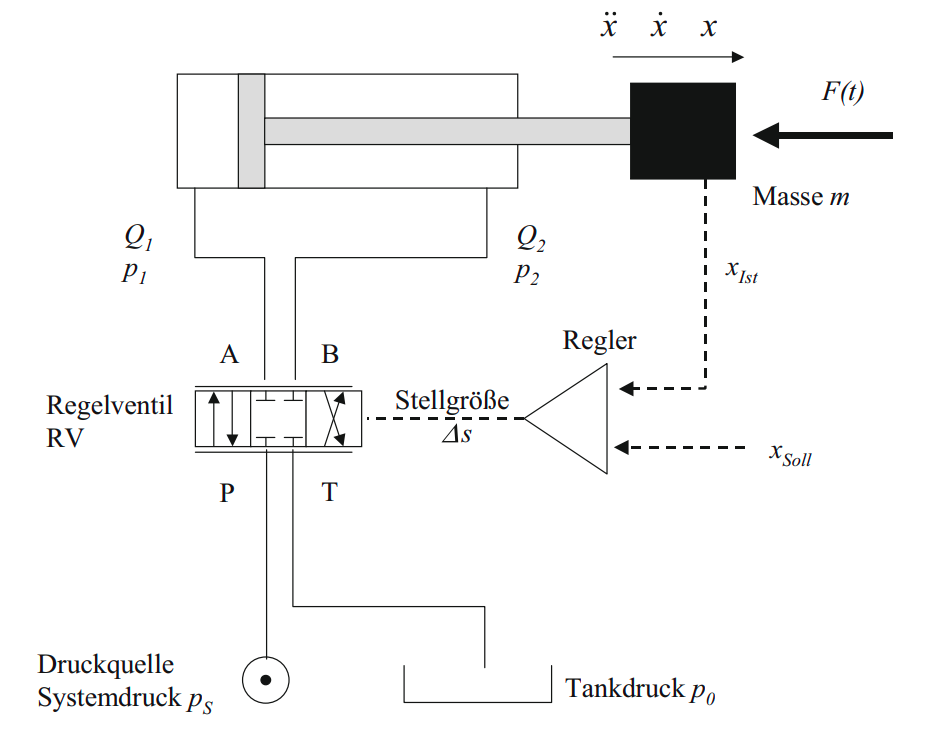 ẍ ẋ x
F(t)
Masse m
Q1
p1
Q2
p2
xIst
A B
Regler
Regelventil
RV
Stellgröße
Δs
xSoll
P T
Druckquelle
Systemdruck pS
Tankdruck p0